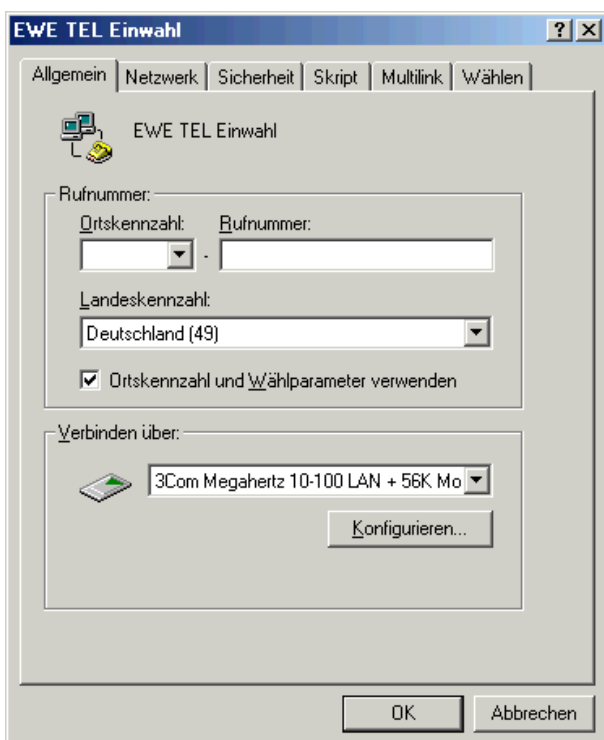 EWE TEL Einwahl
Allgemein Netzwerk Sicherheit Skript Multilink Wählen
EWE TEL Einwahl
Rufnummer:
Ortskennzahl: Rufnummer:
-
Landeskennzahl:
Deutschland (49)
Ortskennzahl und Wählparameter verwenden
Verbinden über:
3Com Megahertz 10-100 LAN + 56K Mo
Konfigurieren...
OK Abbrechen